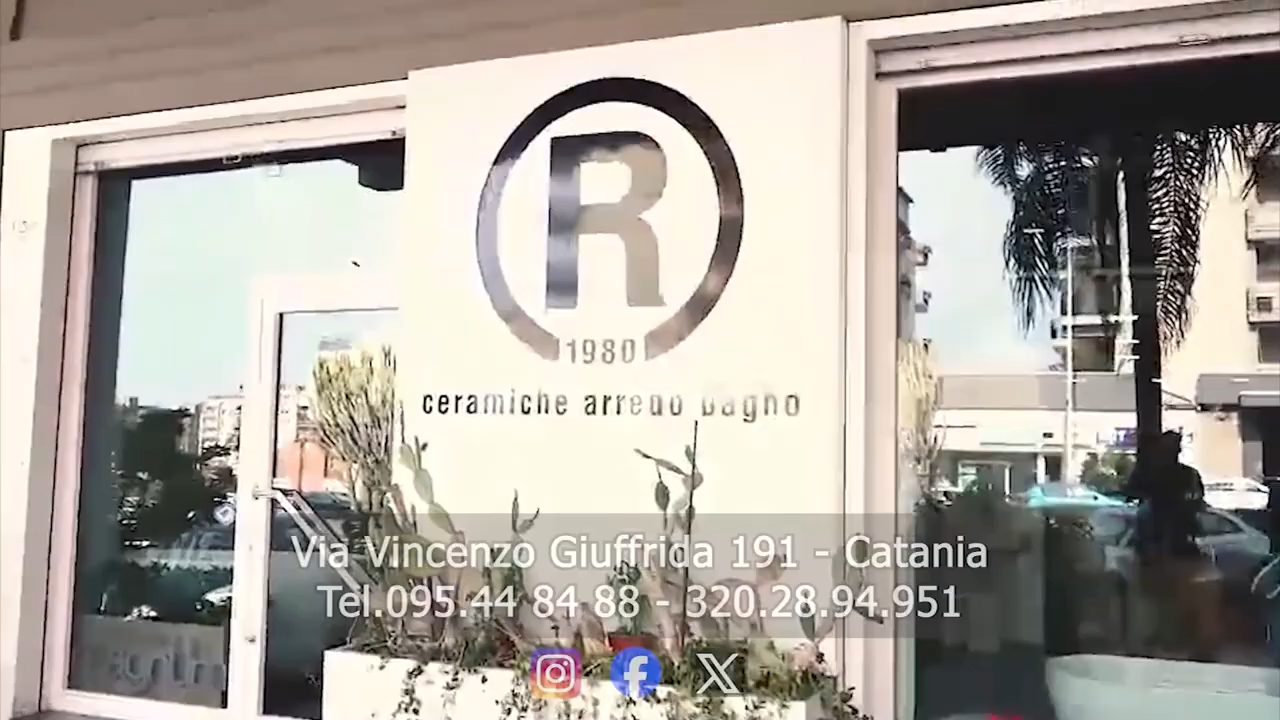 R
1980
ceramiche arredo bagno
Via Vincenzo Giuffrida 191 - Catania
Tel.095.44 84 88 - 320.28.94.951